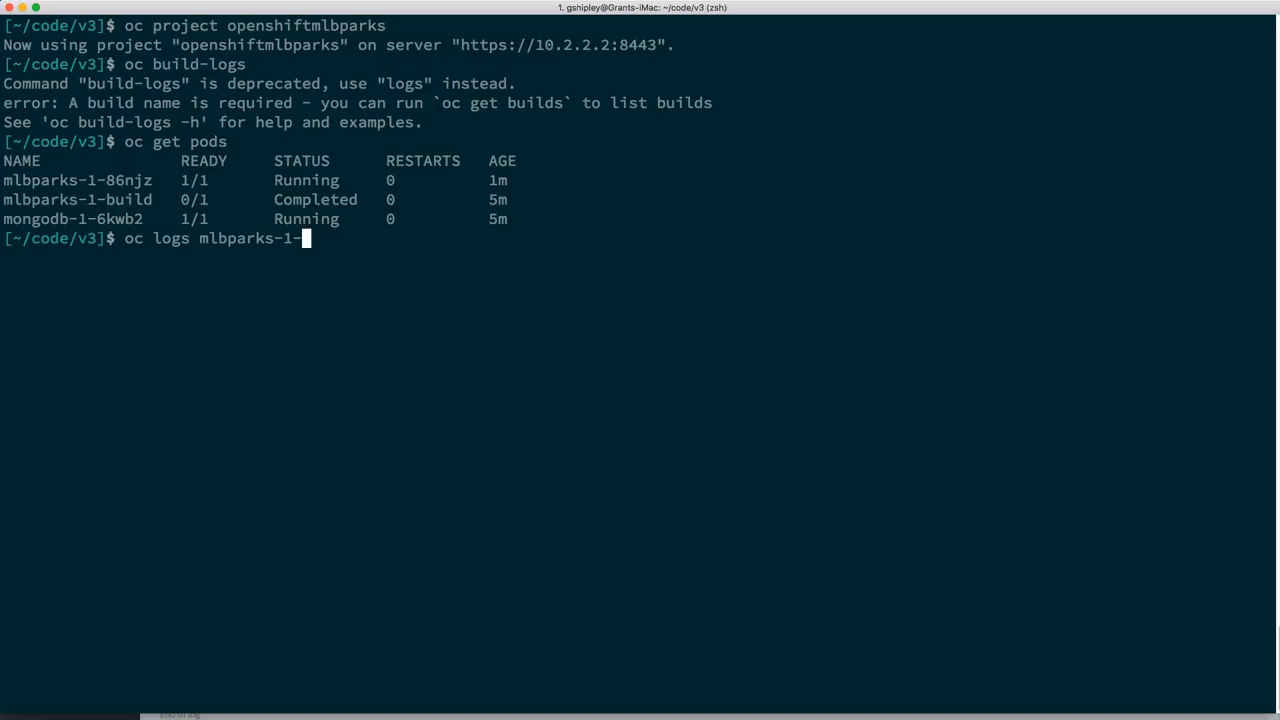 1. gshipley@Grants-iMac: ~/code/v3 (zsh)
[~/code/v3]$ oc project openshiftmlbparks
Now using project "openshiftmlbparks" on server "https://10.2.2.2:8443".
[~/code/v3]$ oc build-logs
Command "build-logs" is deprecated, use "logs" instead.
error: A build name is required - you can run `oc get builds` to list builds
See 'oc build-logs -h' for help and examples.
[~/code/v3]$ oc get pods
NAME READY STATUS RESTARTS AGE
mlbparks-1-86njz 1/1 Running 0 1m
mlbparks-1-build 0/1 Completed 0 5m
mongodb-1-6kwb2 1/1 Running 0 5m
[~/code/v3]$ oc logs mlbparks-1-
End of log